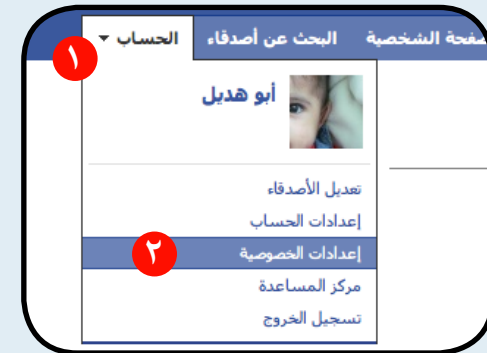 صفحة الشخصية البحث عن أصدقاء الحساب
١
أبو هديل
تعديل الأصدقاء
إعدادات الحساب
إعدادات الخصوصية
٢
مركز المساعدة
تسجيل الخروج